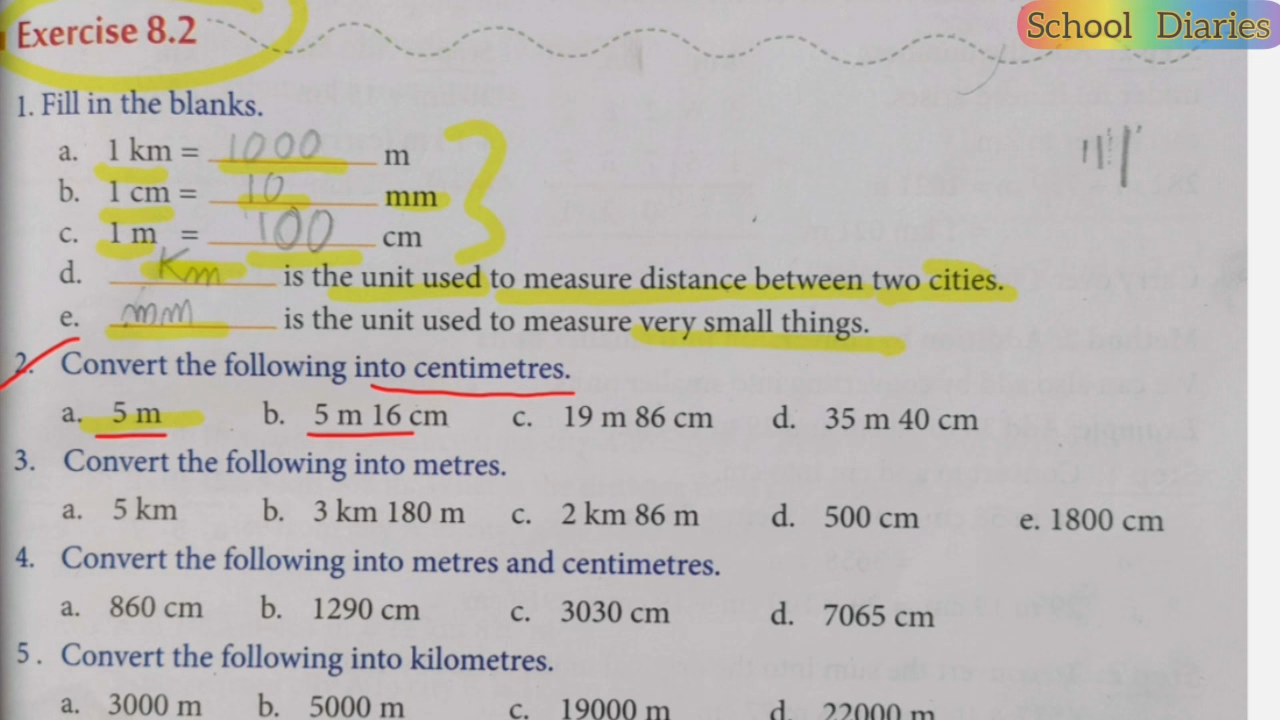 Exercise 8.2
School Diaries
1. Fill in the blanks.
a. 1 km = 1000 m
b. 1 cm = 10 mm
c. 1 m = 100 cm
d. Km is the unit used to measure distance between two cities.
e. mm is the unit used to measure very small things.
2. Convert the following into centimetres.
a. 5 m b. 5 m 16 cm c. 19 m 86 cm d. 35 m 40 cm
3. Convert the following into metres.
a. 5 km b. 3 km 180 m c. 2 km 86 m d. 500 cm e. 1800 cm
4. Convert the following into metres and centimetres.
a. 860 cm b. 1290 cm c. 3030 cm d. 7065 cm
5. Convert the following into kilometres.
a. 3000 m b. 5000 m c. 19000 m d. 22000 m